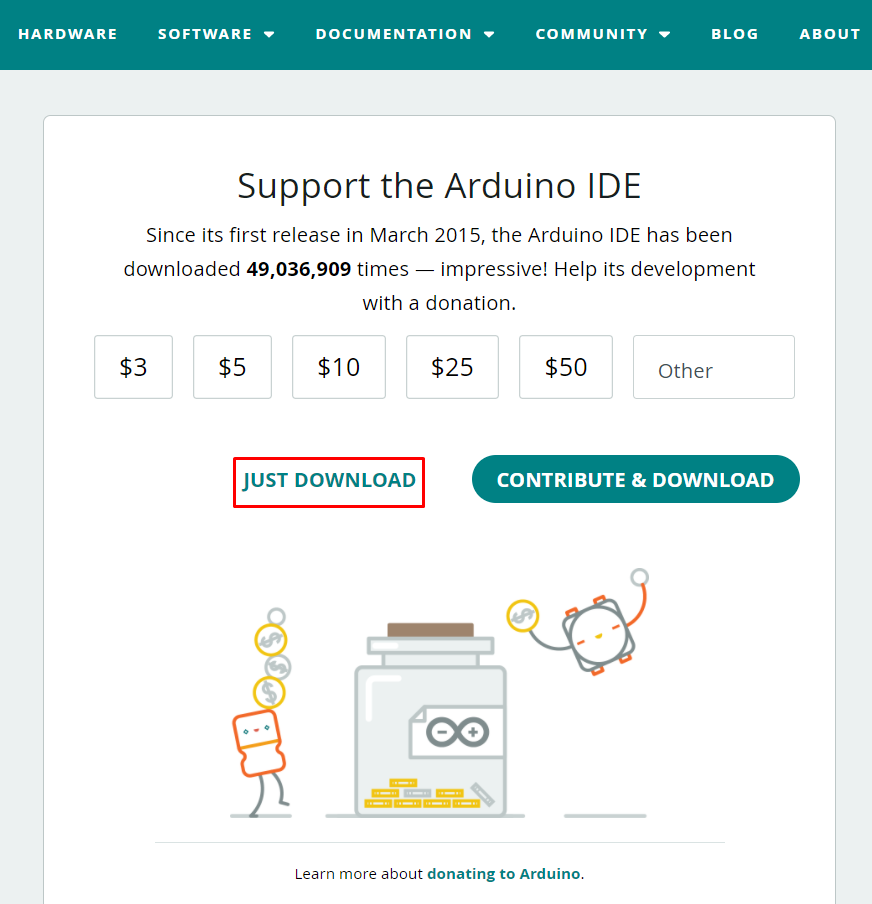 HARDWARE SOFTWARE DOCUMENTATION COMMUNITY BLOG ABOUT
Support the Arduino IDE
Since its first release in March 2015, the Arduino IDE has been
downloaded 49,036,909 times — impressive! Help its development
with a donation.
$3 $5 $10 $25 $50 Other
JUST DOWNLOAD CONTRIBUTE & DOWNLOAD
Learn more about donating to Arduino.